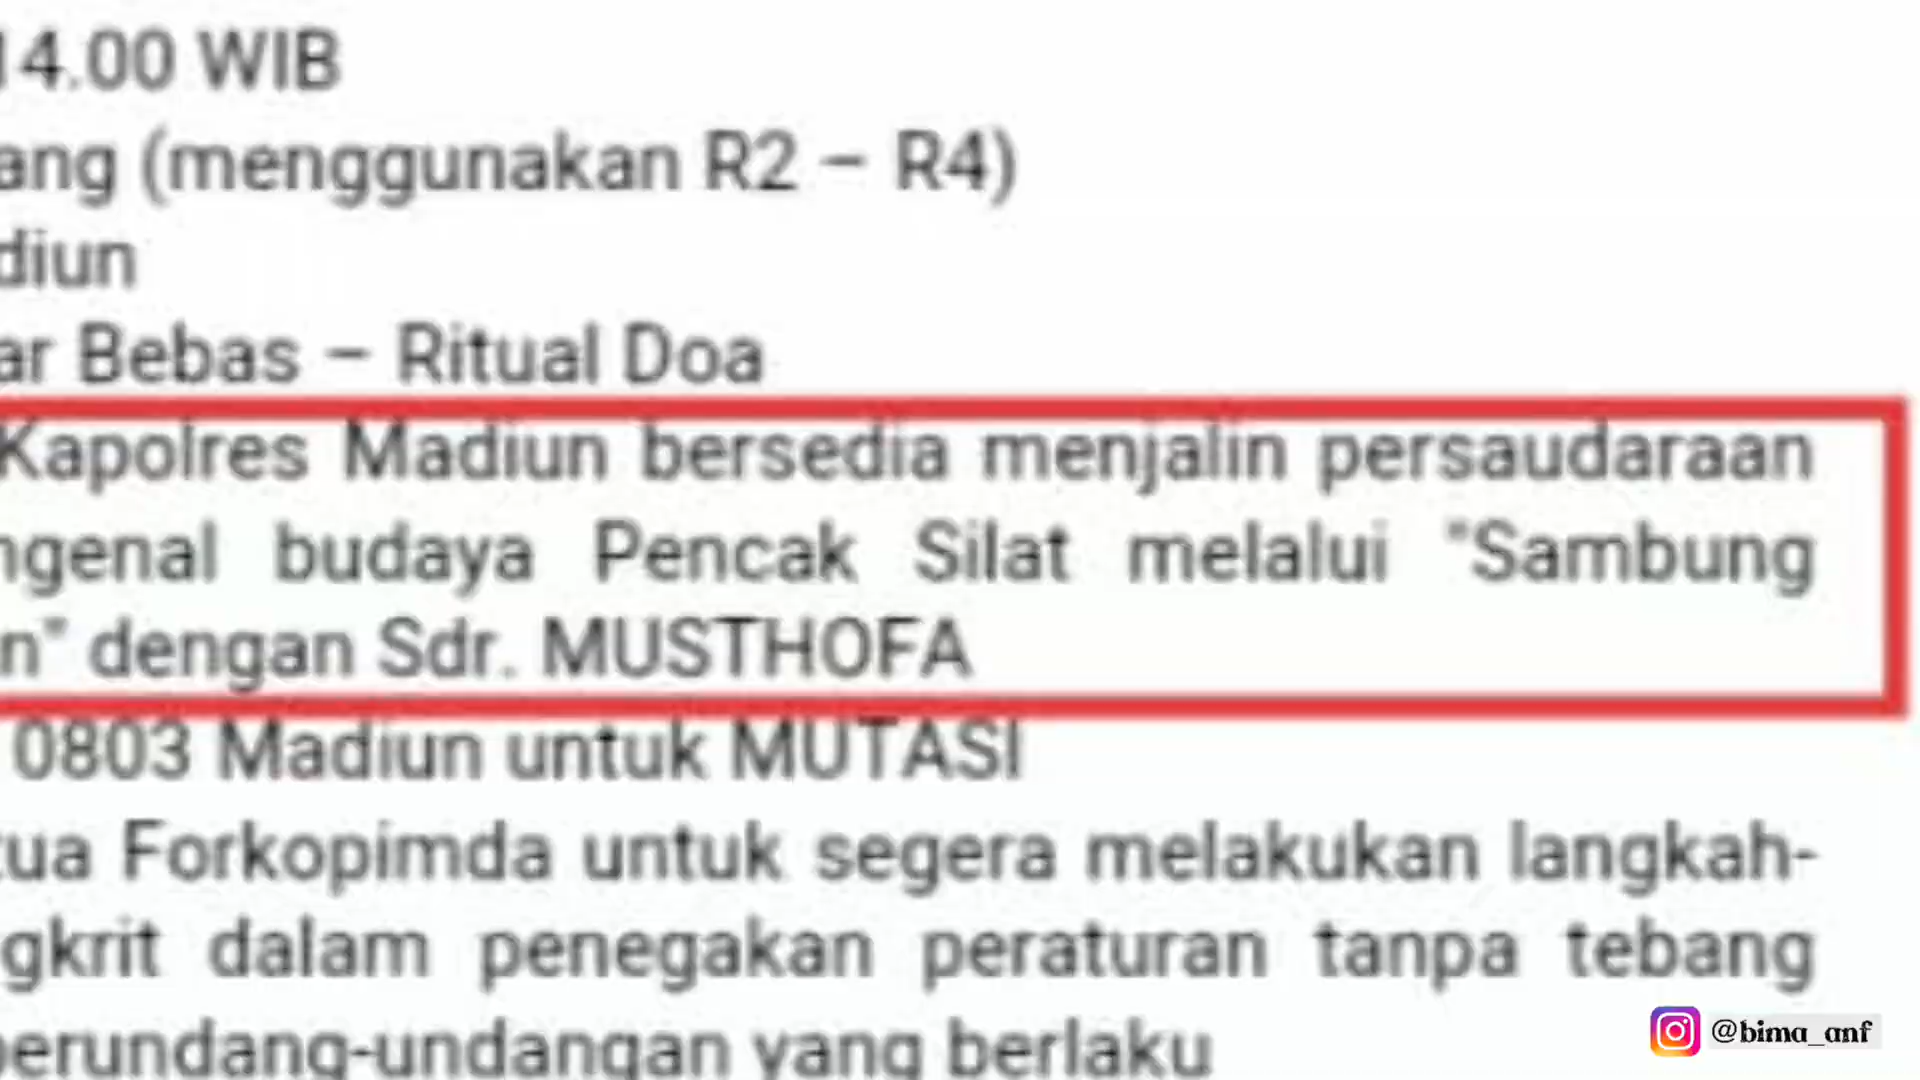 14.00 WIB
ang (menggunakan R2 – R4)
diun
ar Bebas – Ritual Doa
Kapolres Madiun bersedia menjalin persaudaraan
ngenal budaya Pencak Silat melalui "Sambung
n" dengan Sdr. MUSTHOFA
0803 Madiun untuk MUTASI
tua Forkopimda untuk segera melakukan langkah-
gkrit dalam penegakan peraturan tanpa tebang
perundang-undangan yang berlaku
@bima_anf